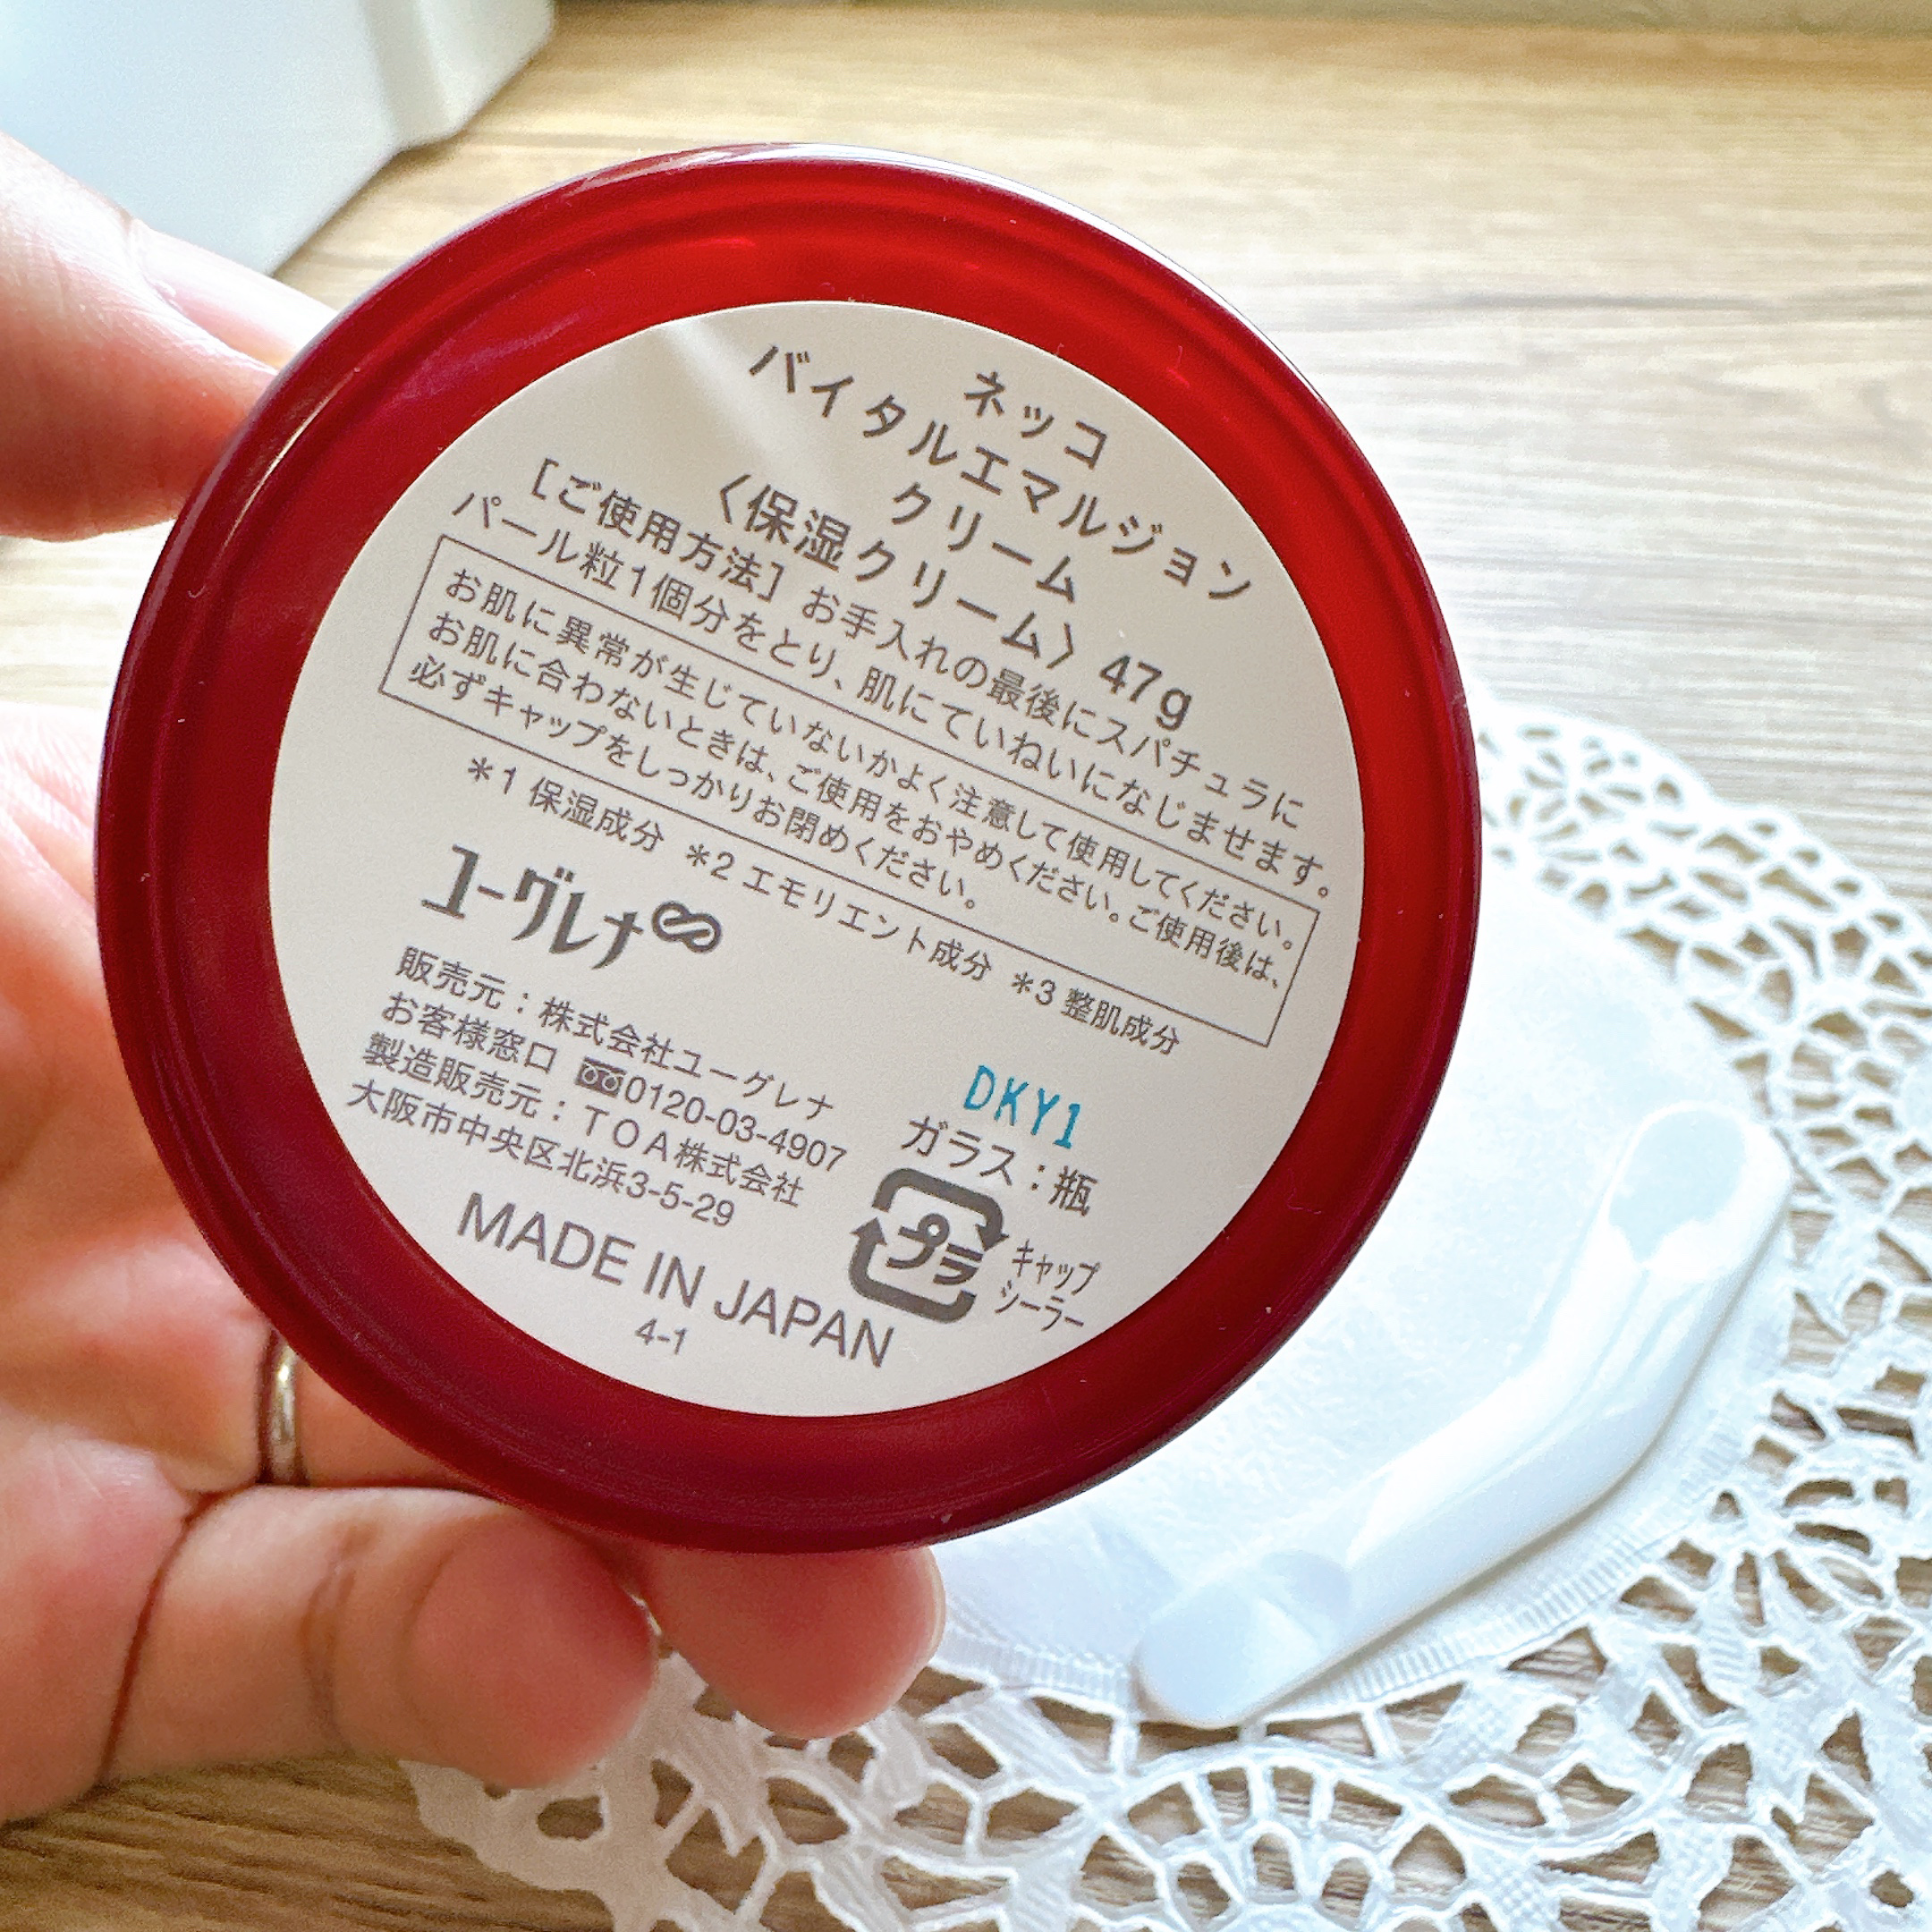 ネッコ
バイタルエマルジョン
クリーム
〈保湿クリーム〉 47g
［ご使用方法］お手入れの最後にスパチュラに
パール粒1個分をとり、肌にていねいになじませます。
お肌に異常が生じていないかよく注意して使用してください。
お肌に合わないときは、ご使用をおやめください。ご使用後は、
必ずキャップをしっかりお閉めください。
＊1 保湿成分 ＊2 エモリエント成分 ＊3 整肌成分
ユーグレナ
販売元：株式会社ユーグレナ
お客様窓口 0120-03-4907
製造販売元：ＴＯＡ株式会社
大阪市中央区北浜3-5-29
MADE IN JAPAN
4-1
DKY1
ガラス：瓶
プラ
キャップ
シーラー